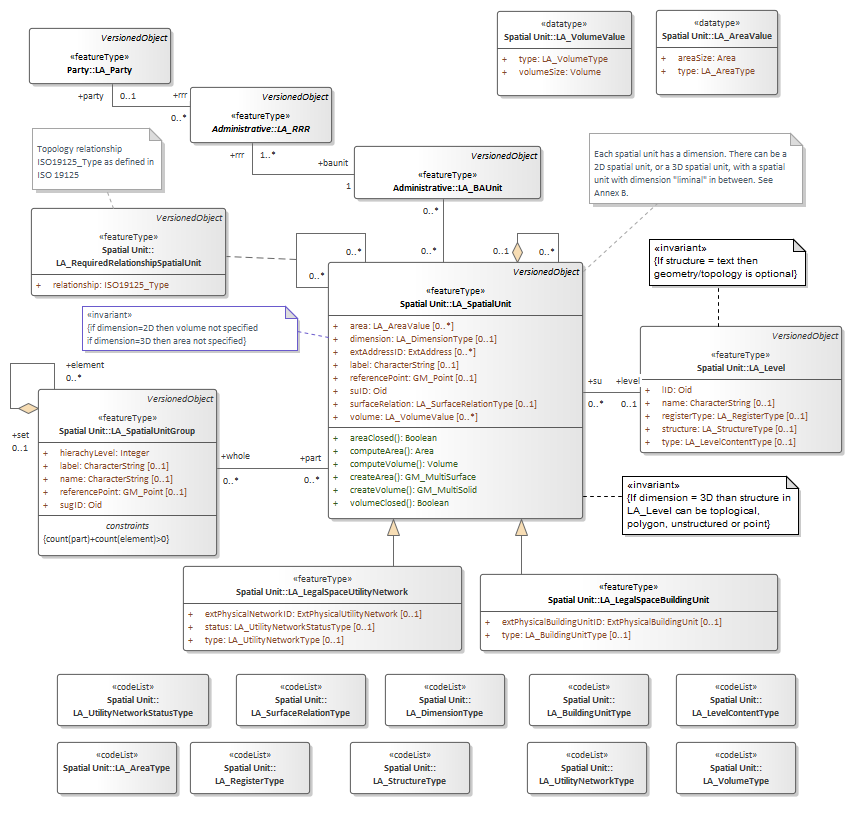 VersionedObject
«featureType»
Party::LA_Party
+party
0..1
+rrr
0..*
VersionedObject
«featureType»
Administrative::LA_RRR
+rrr
1..*
+baunit
1
VersionedObject
«featureType»
Administrative::LA_BAUnit
0..*
0..*
«datatype»
Spatial Unit::LA_VolumeValue
+ type: LA_VolumeType
+ volumeSize: Volume
«datatype»
Spatial Unit::LA_AreaValue
+ areaSize: Area
+ type: LA_AreaType
Topology relationship
ISO19125_Type as defined in
ISO 19125
Each spatial unit has a dimension. There can be a
2D spatial unit, or a 3D spatial unit, with a spatial
unit with dimension "liminal" in between. See
Annex B.
VersionedObject
«featureType»
Spatial Unit::
LA_RequiredRelationshipSpatialUnit
+ relationship: ISO19125_Type
0..*
0..*
0..1
0..*
«invariant»
{If structure = text then
geometry/topology is optional}
«invariant»
{if dimension=2D then volume not specified
if dimension=3D then area not specified}
VersionedObject
«featureType»
Spatial Unit::LA_SpatialUnit
+ area: LA_AreaValue [0..*]
+ dimension: LA_DimensionType [0..1]
+ extAddressID: ExtAddress [0..*]
+ label: CharacterString [0..1]
+ referencePoint: GM_Point [0..1]
+ suID: Oid
+ surfaceRelation: LA_SurfaceRelationType [0..1]
+ volume: LA_VolumeValue [0..*]
+ areaClosed(): Boolean
+ computeArea(): Area
+ computeVolume(): Volume
+ createArea(): GM_MultiSurface
+ createVolume(): GM_MultiSolid
+ volumeClosed(): Boolean
+su
0..*
+level
0..1
VersionedObject
«featureType»
Spatial Unit::LA_Level
+ lID: Oid
+ name: CharacterString [0..1]
+ registerType: LA_RegisterType [0..1]
+ structure: LA_StructureType [0..1]
+ type: LA_LevelContentType [0..1]
+element
0..*
+set
0..1
VersionedObject
«featureType»
Spatial Unit::LA_SpatialUnitGroup
+ hierachyLevel: Integer
+ label: CharacterString [0..1]
+ name: CharacterString [0..1]
+ referencePoint: GM_Point [0..1]
+ sugID: Oid
constraints
{count(part)+count(element)>0}
+whole
0..*
+part
0..*
«invariant»
{If dimension = 3D than structure in
LA_Level can be toplogical,
polygon, unstructured or point}
«featureType»
Spatial Unit::LA_LegalSpaceUtilityNetwork
+ extPhysicalNetworkID: ExtPhysicalUtilityNetwork [0..1]
+ status: LA_UtilityNetworkStatusType [0..1]
+ type: LA_UtilityNetworkType [0..1]
«featureType»
Spatial Unit::LA_LegalSpaceBuildingUnit
+ extPhysicalBuildingUnitID: ExtPhysicalBuildingUnit [0..1]
+ type: LA_BuildingUnitType [0..1]
«codeList»
Spatial Unit::
LA_UtilityNetworkStatusType
«codeList»
Spatial Unit::
LA_SurfaceRelationType
«codeList»
Spatial Unit::
LA_DimensionType
«codeList»
Spatial Unit::
LA_BuildingUnitType
«codeList»
Spatial Unit::
LA_LevelContentType
«codeList»
Spatial Unit::LA_AreaType
«codeList»
Spatial Unit::
LA_RegisterType
«codeList»
Spatial Unit::
LA_StructureType
«codeList»
Spatial Unit::
LA_UtilityNetworkType
«codeList»
Spatial Unit::
LA_VolumeType